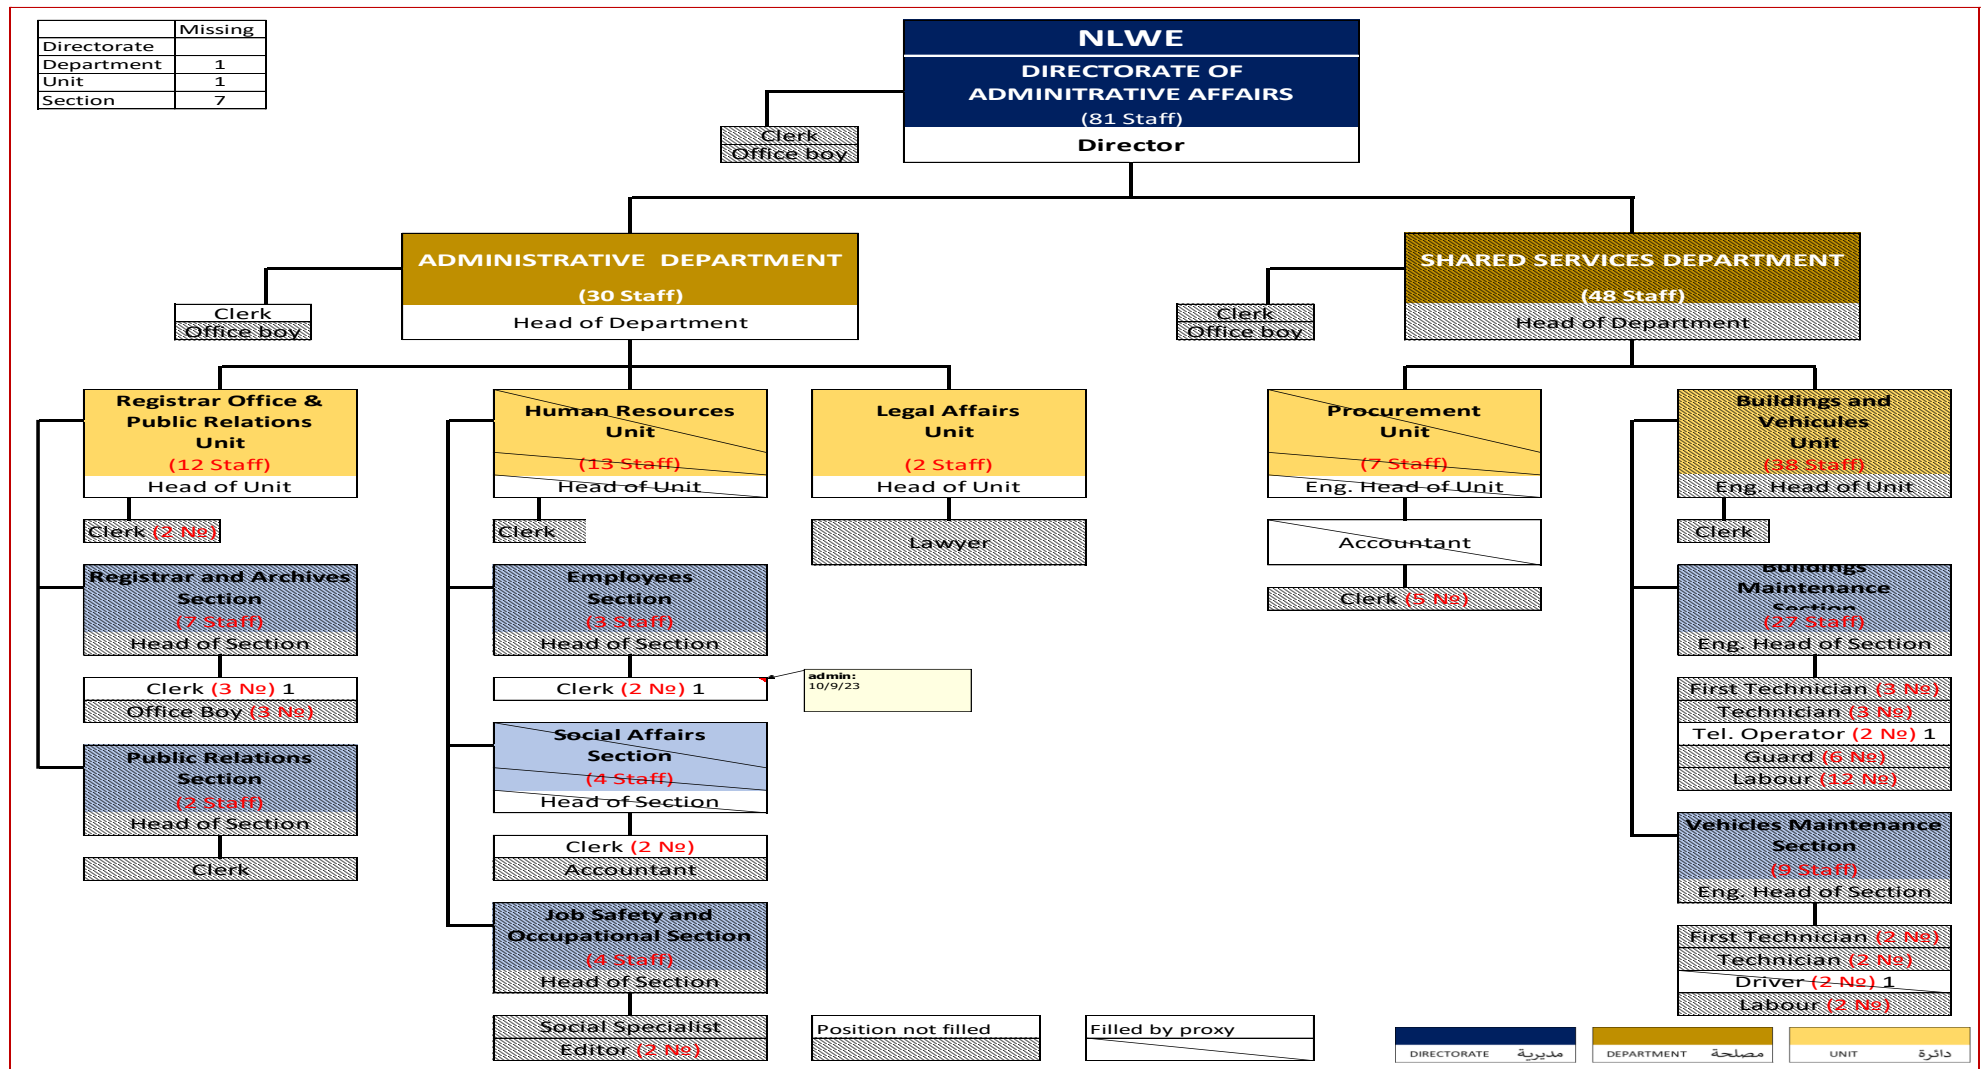 Missing
Directorate
Department 1
Unit 1
Section 7
NLWE
DIRECTORATE OF
ADMINITRATIVE AFFAIRS
(81 Staff)
Director
Clerk
Office boy
ADMINISTRATIVE DEPARTMENT
(30 Staff)
Head of Department
Clerk
Office boy
SHARED SERVICES DEPARTMENT
(48 Staff)
Head of Department
Clerk
Office boy
Registrar Office &
Public Relations
Unit
(12 Staff)
Head of Unit
Clerk (2 №)
Registrar and Archives
Section
(7 Staff)
Head of Section
Clerk (3 №) 1
Office Boy (3 №)
Public Relations
Section
(2 Staff)
Head of Section
Clerk
Human Resources
Unit
(13 Staff)
Head of Unit
Clerk
Employees
Section
(3 Staff)
Head of Section
Clerk (2 №) 1
admin:
10/9/23
Social Affairs
Section
(4 Staff)
Head of Section
Clerk (2 №)
Accountant
Job Safety and
Occupational Section
(4 Staff)
Head of Section
Social Specialist
Editor (2 №)
Legal Affairs
Unit
(2 Staff)
Head of Unit
Lawyer
Procurement
Unit
(7 Staff)
Eng. Head of Unit
Accountant
Clerk (5 №)
Buildings and
Vehicules
Unit
(38 Staff)
Eng. Head of Unit
Clerk
Buildings
Maintenance
Section
(27 Staff)
Eng. Head of Section
First Technician (3 №)
Technician (3 №)
Tel. Operator (2 №) 1
Guard (6 №)
Labour (12 №)
Vehicles Maintenance
Section
(9 Staff)
Eng. Head of Section
First Technician (2 №)
Technician (2 №)
Driver (2 №) 1
Labour (2 №)
Position not filled
Filled by proxy
DIRECTORATE مديرية
DEPARTMENT مصلحة
UNIT دائرة